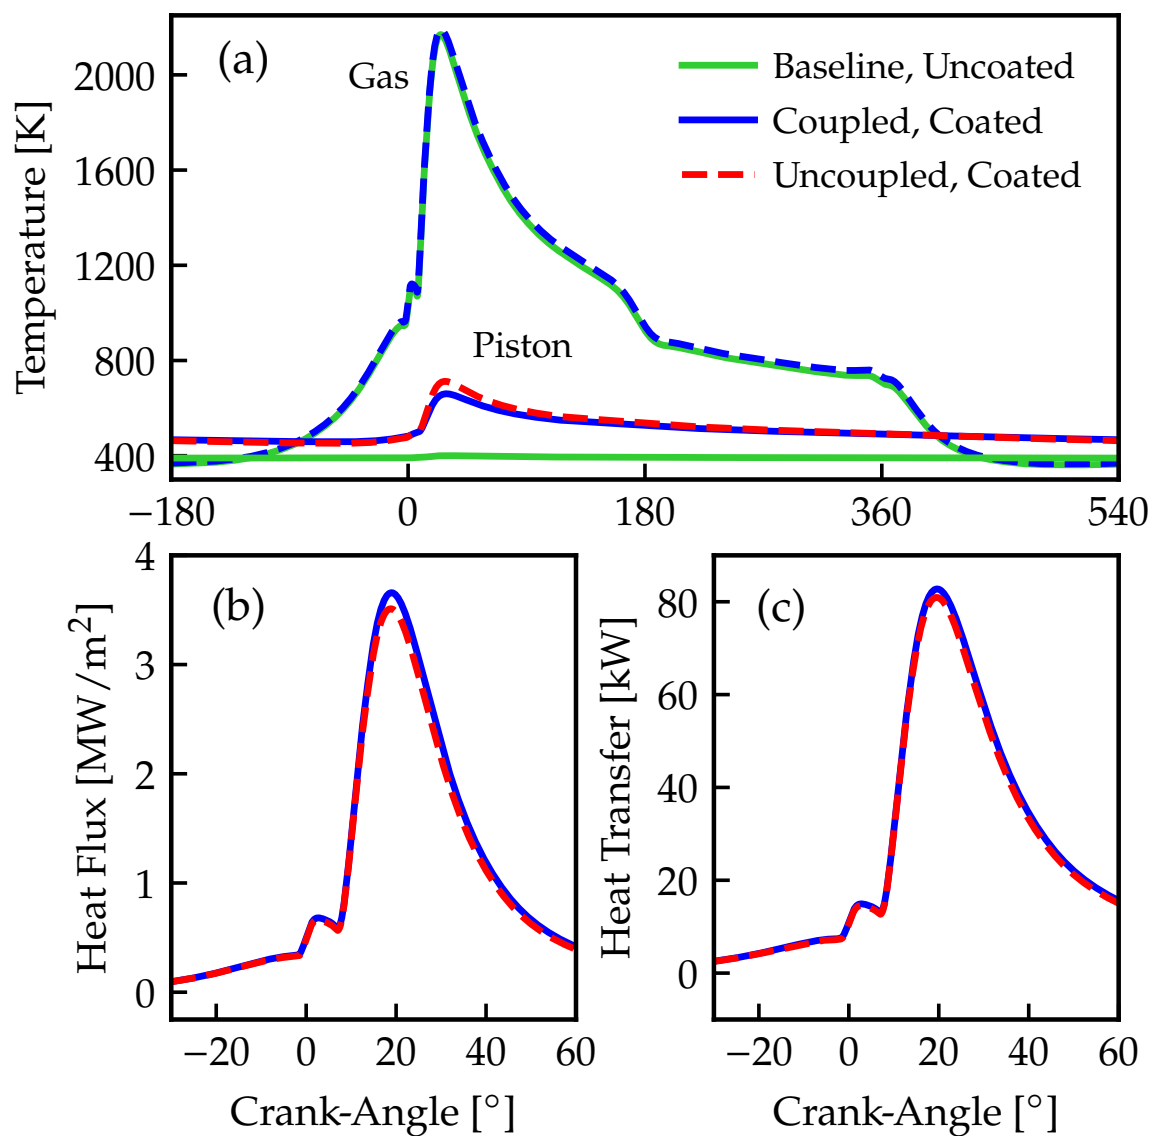 (a)
Gas
Piston
Baseline, Uncoated
Coupled, Coated
Uncoupled, Coated
Temperature [K]
2000
1600
1200
800
400
−180 0 180 360 540
(b)
Heat Flux [MW/m²]
4
3
2
1
0
−20 0 20 40 60
Crank-Angle [°]
(c)
Heat Transfer [kW]
80
60
40
20
0
−20 0 20 40 60
Crank-Angle [°]